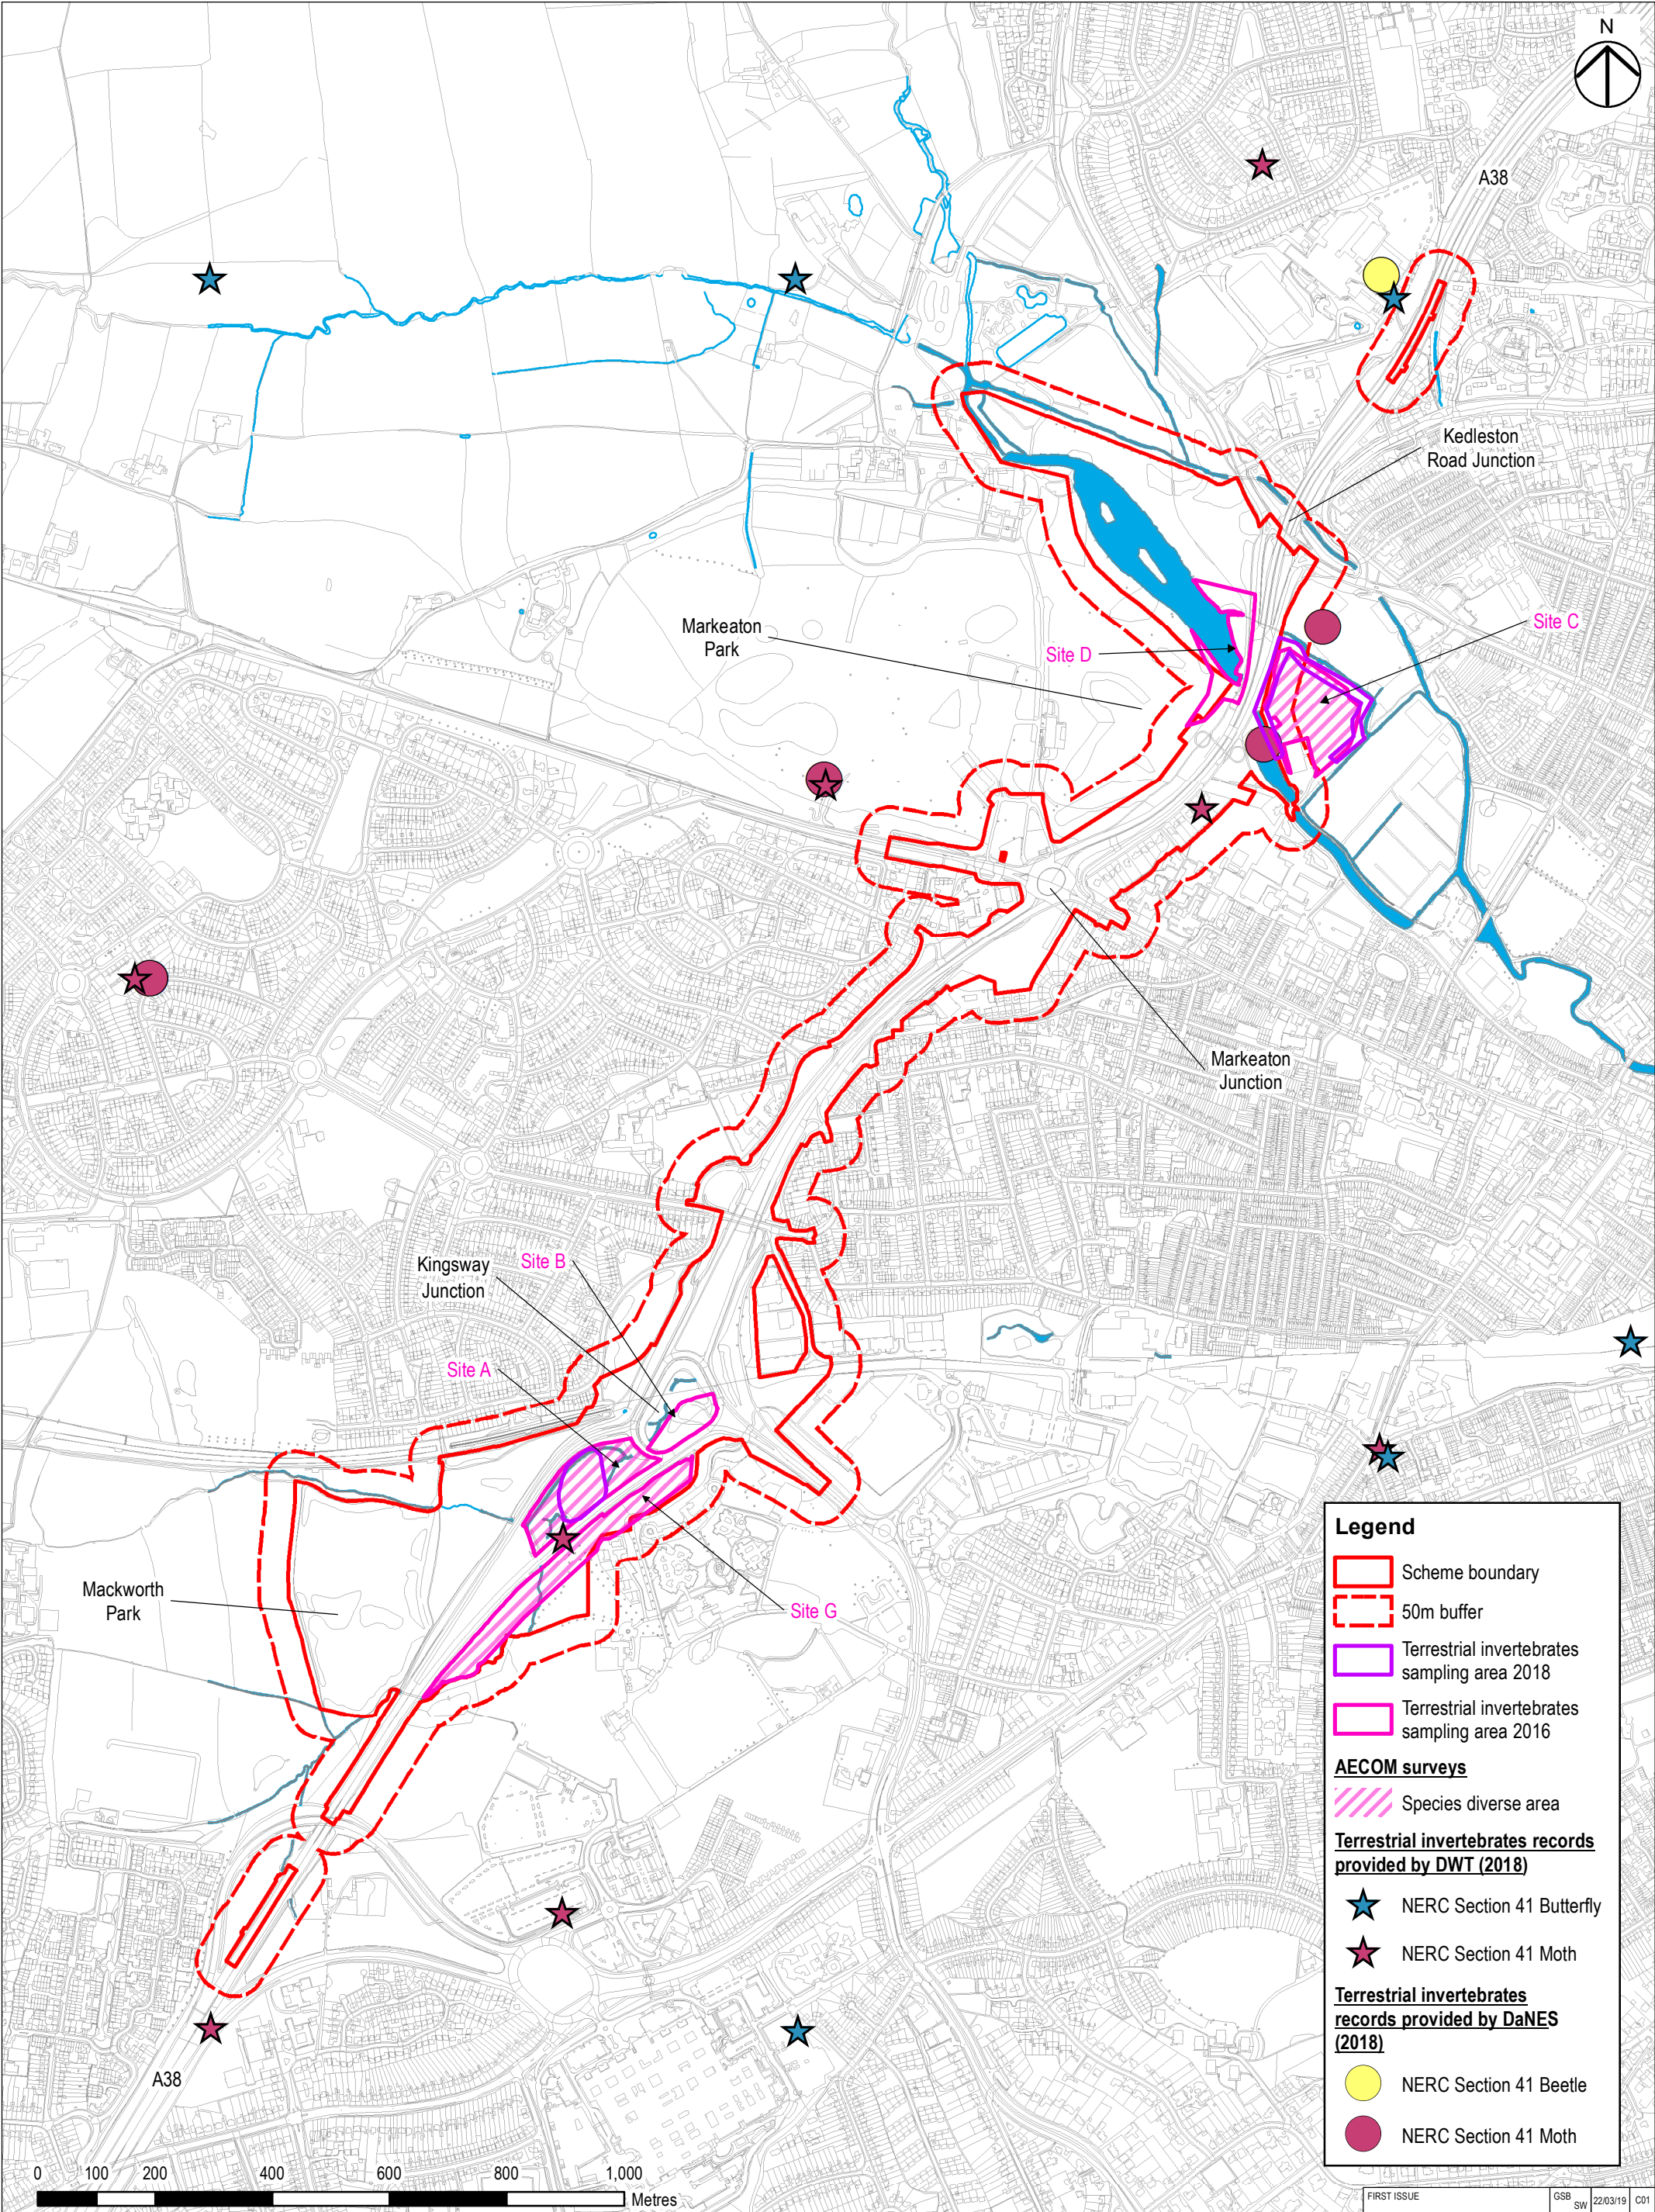 N
A38
Kedleston
Road Junction
Markeaton
Park
Site D
Site C
Markeaton
Junction
Kingsway
Junction
Site B
Site A
Mackworth
Park
Site G
A38
Legend
Scheme boundary
50m buffer
Terrestrial invertebrates
sampling area 2018
Terrestrial invertebrates
sampling area 2016
AECOM surveys
Species diverse area
Terrestrial invertebrates records
provided by DWT (2018)
NERC Section 41 Butterfly
NERC Section 41 Moth
Terrestrial invertebrates
records provided by DaNES
(2018)
NERC Section 41 Beetle
NERC Section 41 Moth
0 100 200 400 600 800 1,000
Metres
FIRST ISSUE GSB SW 22/03/19 C01